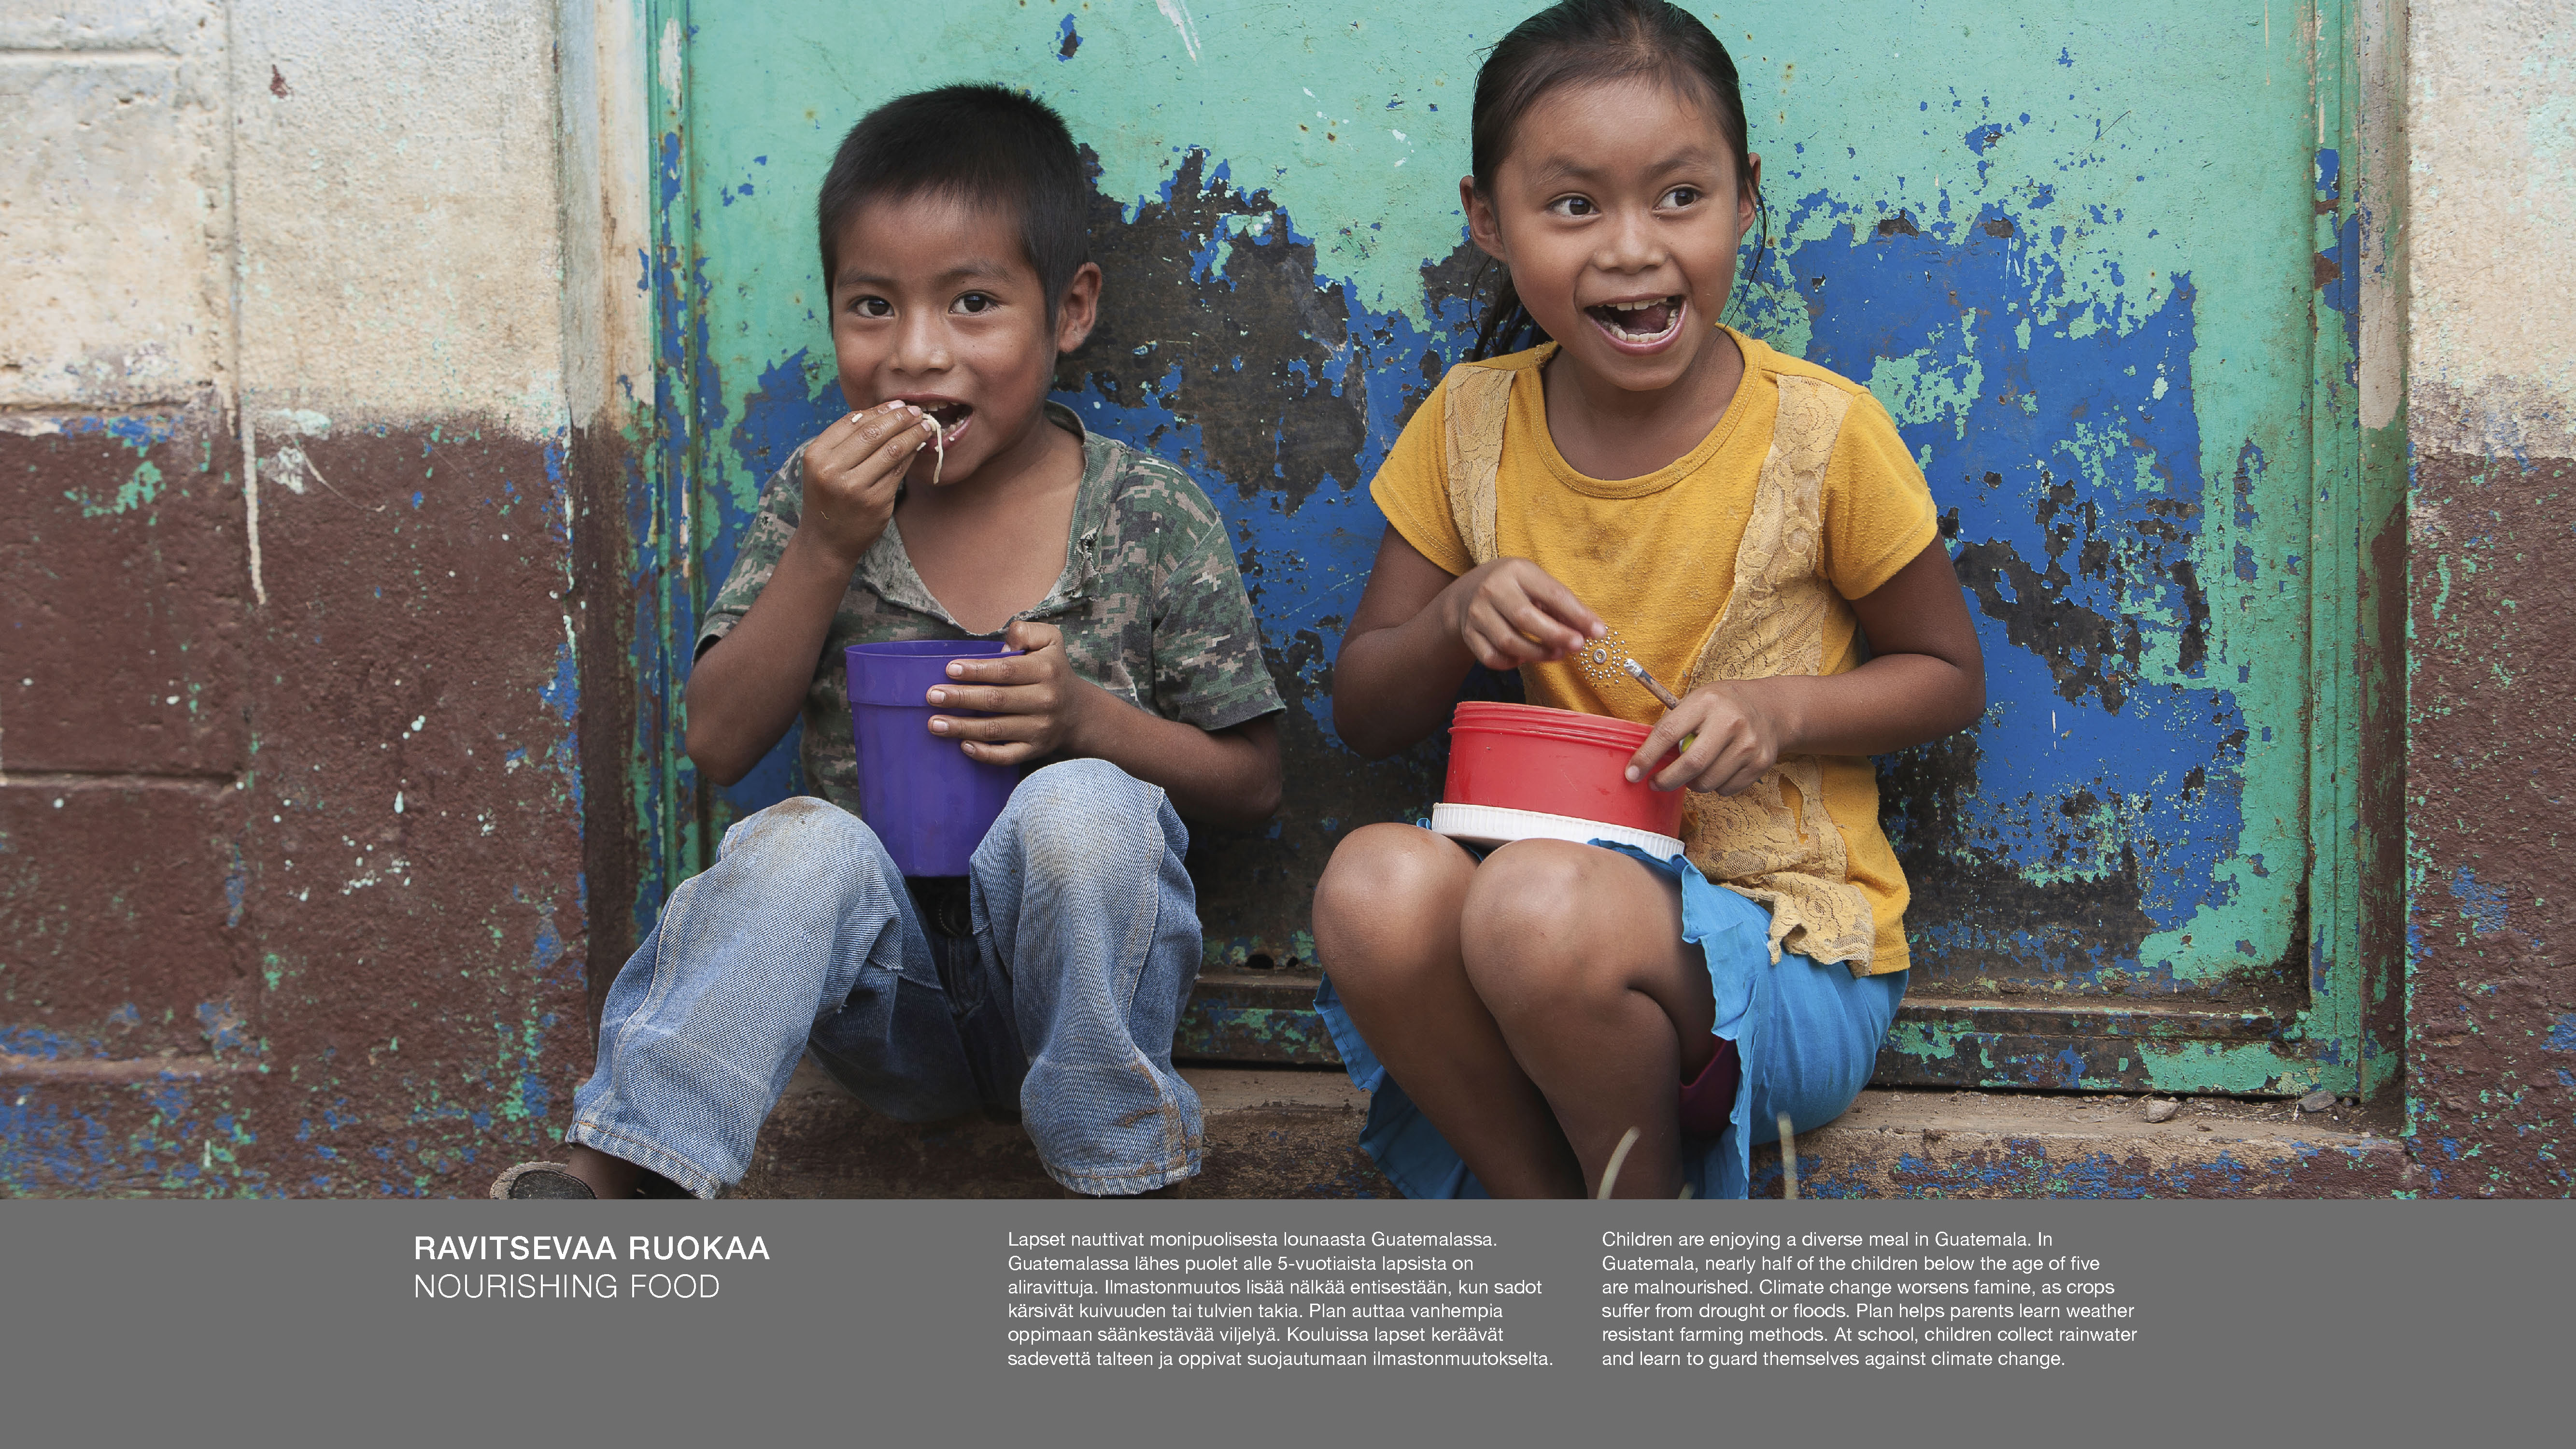 RAVITSEVAA RUOKAA
NOURISHING FOOD
Lapset nauttivat monipuolisesta lounaasta Guatemalassa.
Guatemalassa lähes puolet alle 5-vuotiaista lapsista on
aliravittuja. Ilmastonmuutos lisää nälkää entisestään, kun sadot
kärsivät kuivuuden tai tulvien takia. Plan auttaa vanhempia
oppimaan säänkestävää viljelyä. Kouluissa lapset keräävät
sadevettä talteen ja oppivat suojautumaan ilmastonmuutokselta.
Children are enjoying a diverse meal in Guatemala. In
Guatemala, nearly half of the children below the age of five
are malnourished. Climate change worsens famine, as crops
suffer from drought or floods. Plan helps parents learn weather
resistant farming methods. At school, children collect rainwater
and learn to guard themselves against climate change.